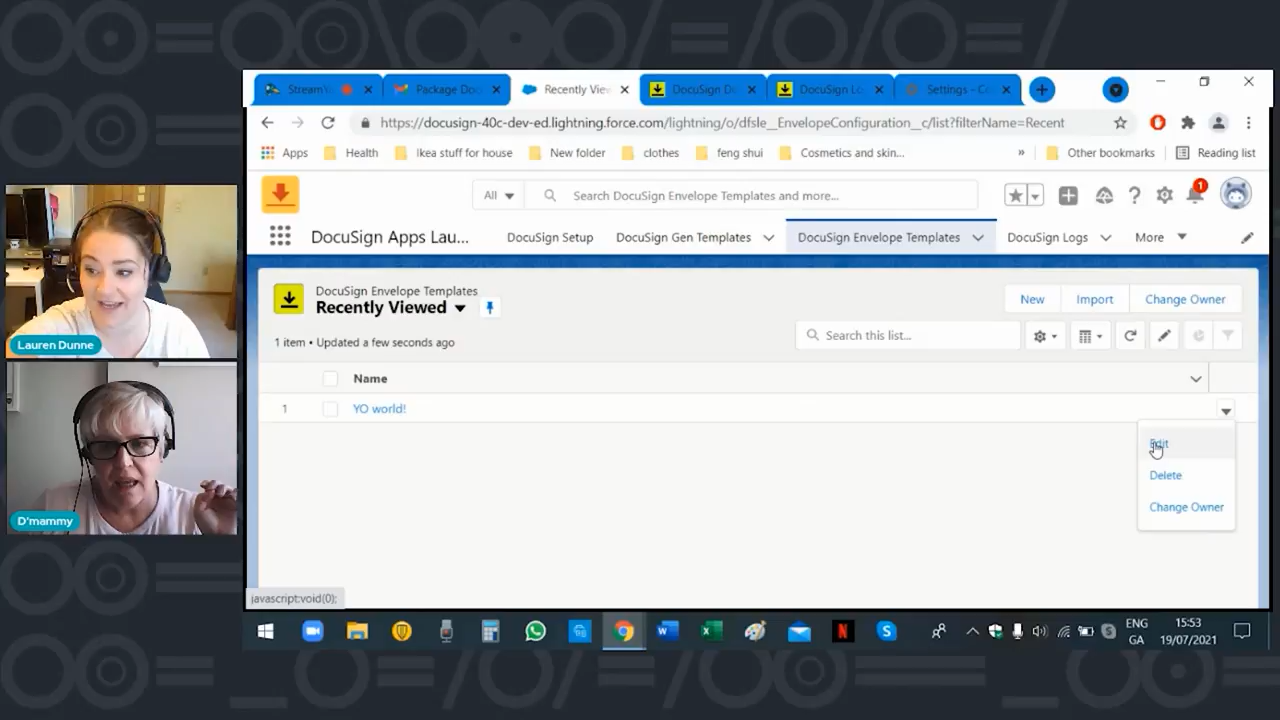 StreamY
Package Do
Recently View
DocuSign D
DocuSign Lo
Settings - C
https://docusign-40c-dev-ed.lightning.force.com/lightning/o/dfsle__EnvelopeConfiguration__c/list?filterName=Recent
Apps
Health
Ikea stuff for house
New folder
clothes
feng shui
Cosmetics and skin...
»
Other bookmarks
Reading list
All
Search DocuSign Envelope Templates and more...
1
DocuSign Apps Lau...
DocuSign Setup
DocuSign Gen Templates
DocuSign Envelope Templates
DocuSign Logs
More
DocuSign Envelope Templates
Recently Viewed
New
Import
Change Owner
1 item • Updated a few seconds ago
Search this list...
Name
1
YO world!
Edit
Delete
Change Owner
Lauren Dunne
D'mammy
javascript:void(0);
ENG
GA
15:53
19/07/2021